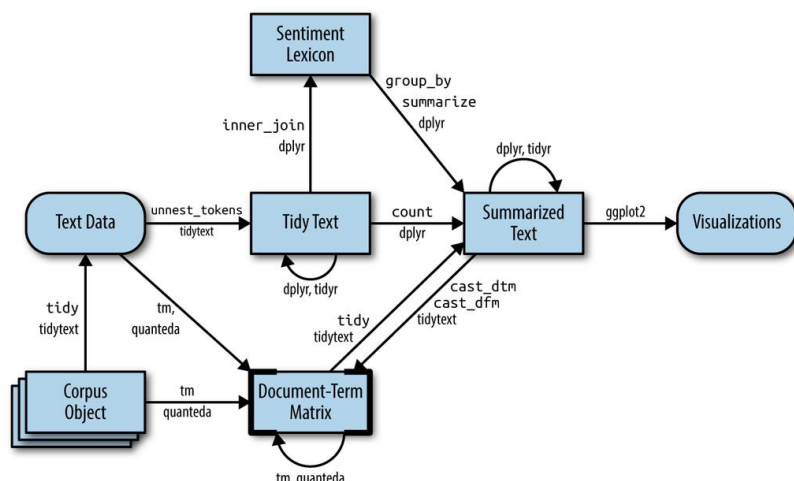 Sentiment
Lexicon
group_by
summarize
dplyr
inner_join
dplyr
dplyr, tidyr
Text Data
unnest_tokens
tidytext
Tidy Text
count
dplyr
Summarized
Text
ggplot2
Visualizations
dplyr, tidyr
tidy
tidytext
tm,
quanteda
tidy
tidytext
cast_dtm
cast_dfm
tidytext
Corpus
Object
tm
quanteda
Document-Term
Matrix
tm, quanteda